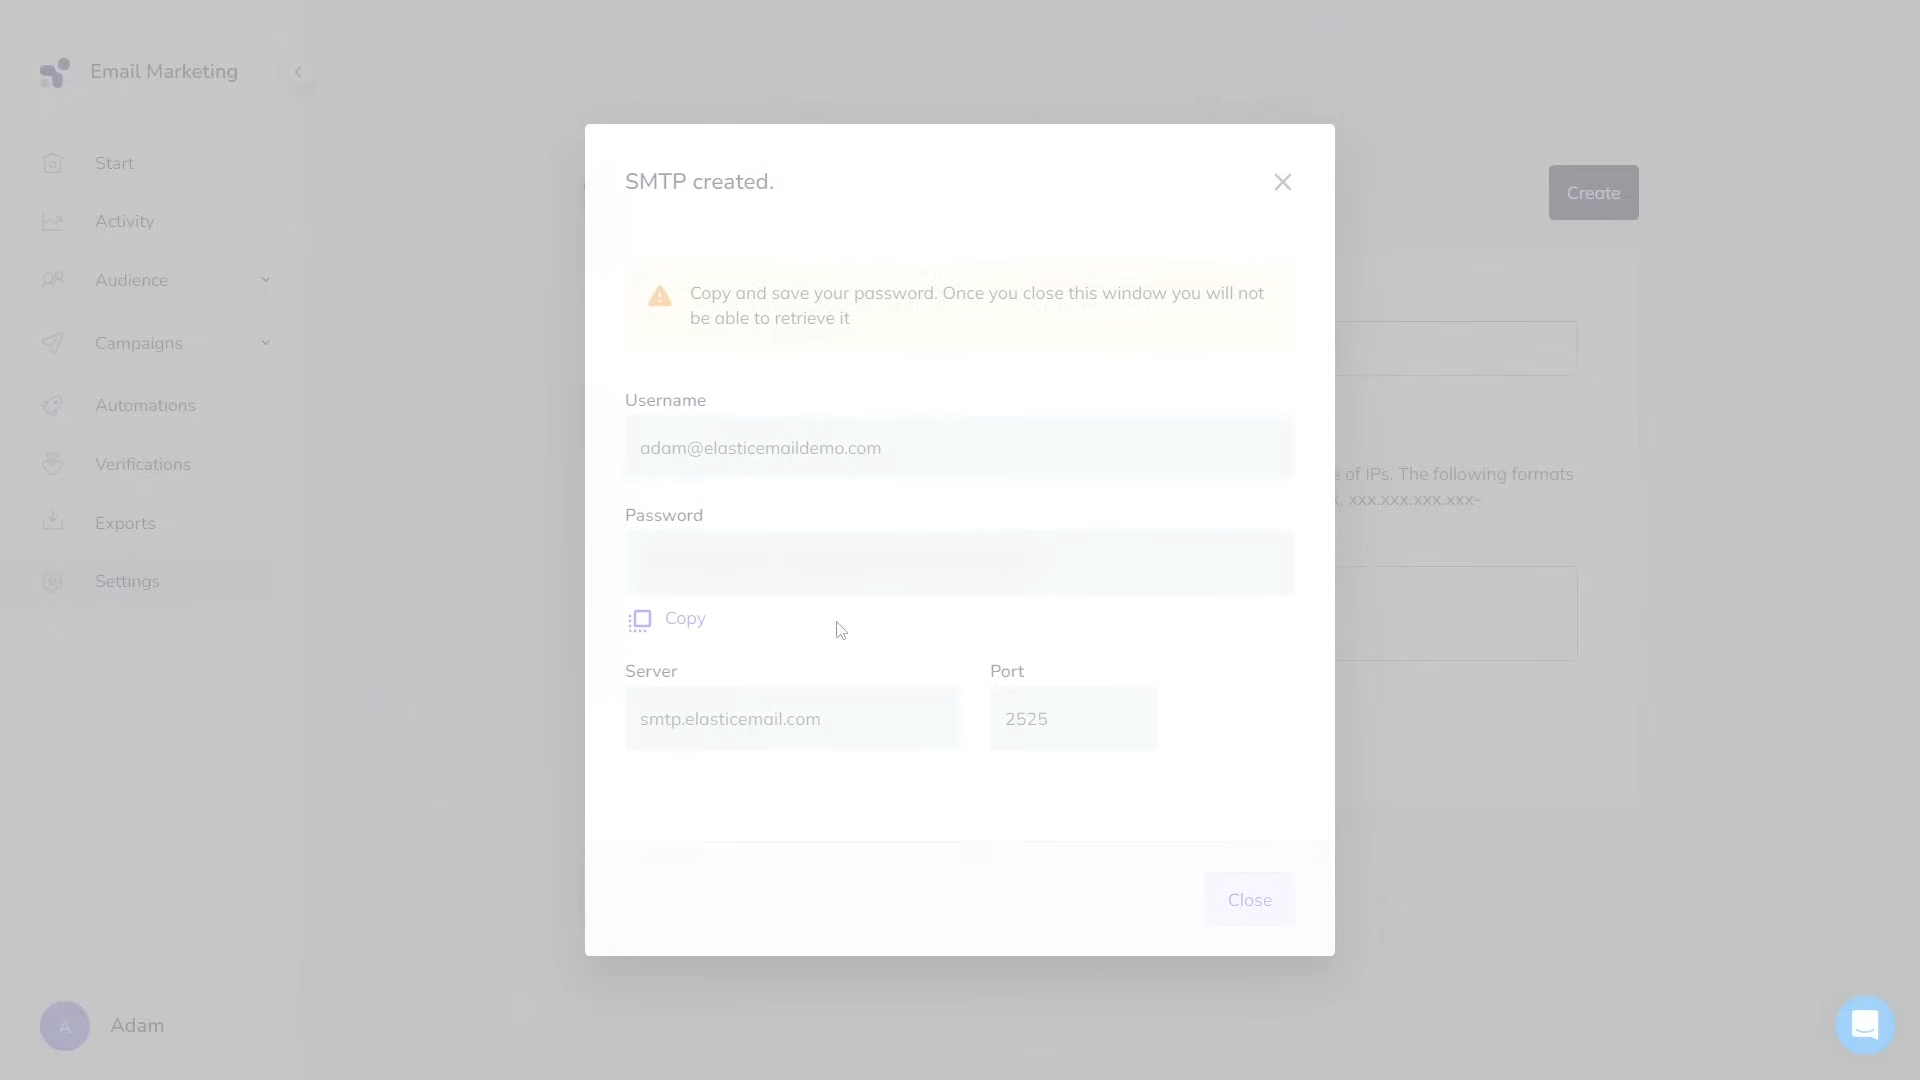 Email Marketing
Start
Activity
Audience
Campaigns
Automations
Verifications
Exports
Settings
A
Adam
Create
e of IPs. The following formats
x. xxx.xxx.xxx.xxx-
SMTP created.
Copy and save your password. Once you close this window you will not
be able to retrieve it
Username
adam@elasticemaildemo.com
Password
Copy
Server
Port
smtp.elasticemail.com
2525
Close